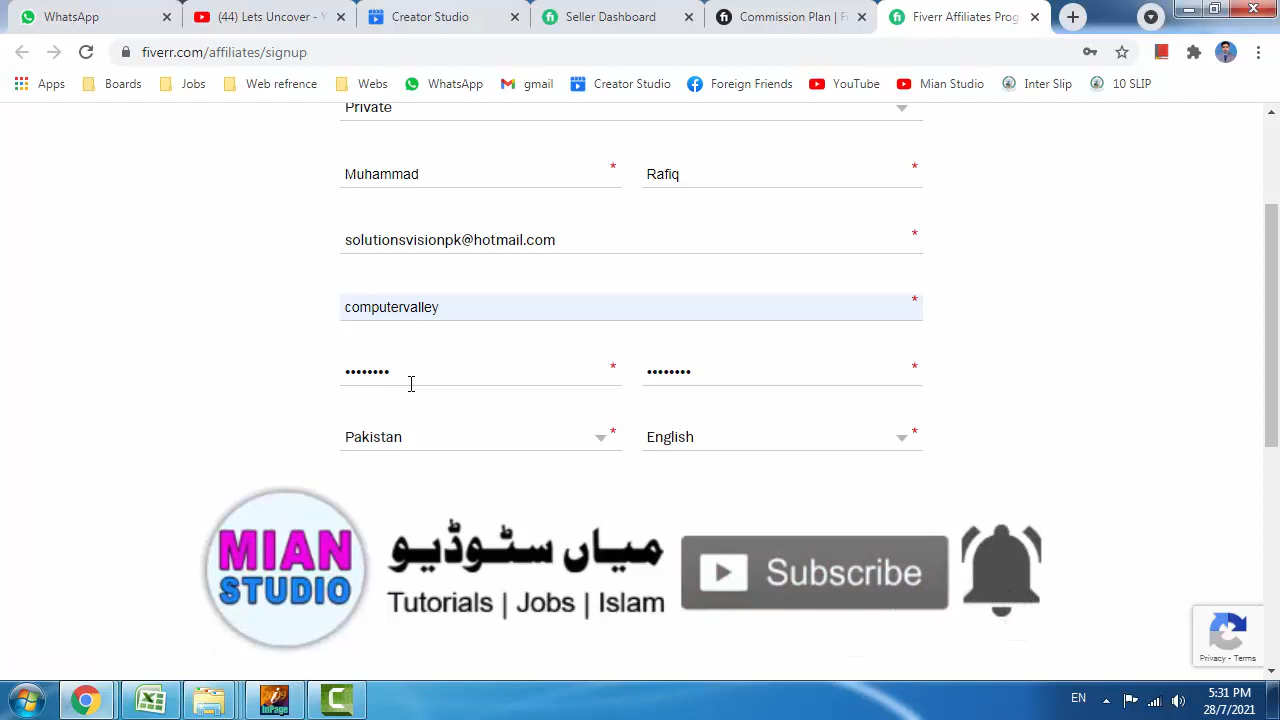 WhatsApp
(44) Lets Uncover - Y
Creator Studio
Seller Dashboard
Commission Plan | Fi
Fiverr Affiliates Prog
fiverr.com/affiliates/signup
Apps
Boards
Job
Web refrence
Webs
WhatsApp
gmail
Creator Studio
Foreign Friends
YouTube
Mian Studio
Inter Slip
10 SLIP
Private
Muhammad * Rafiq *
solutionsvisionpk@hotmail.com *
computervalley *
•••••••• * •••••••• *
Pakistan * English *
MIAN
STUDIO
میاں سٹوڈیو
Tutorials | Jobs | Islam
Subscribe
Privacy - Terms
InPage
EN
5:31 PM
28/7/2021